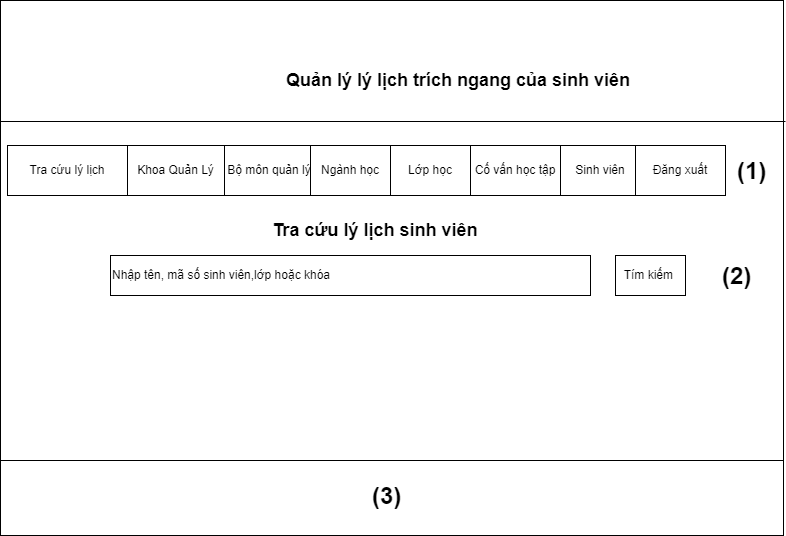 Quản lý lý lịch trích ngang của sinh viên
Tra cứu lý lịch Khoa Quản Lý Bộ môn quản lý Ngành học Lớp học Cố vấn học tập Sinh viên Đăng xuất (1)
Tra cứu lý lịch sinh viên
Nhập tên, mã số sinh viên,lớp hoặc khóa Tím kiếm (2)
(3)